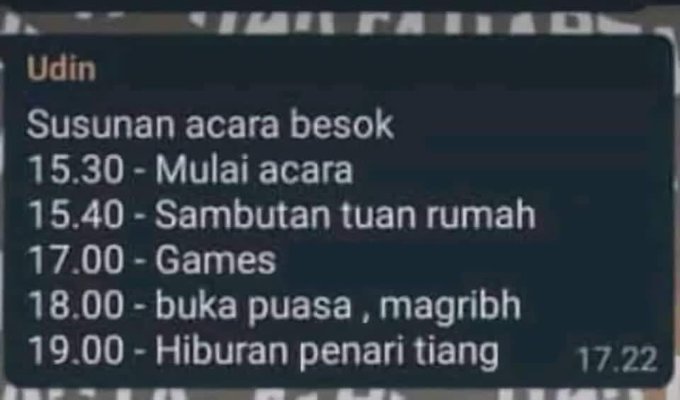 Udin
Susunan acara besok
15.30 - Mulai acara
15.40 - Sambutan tuan rumah
17.00 - Games
18.00 - buka puasa , magribh
19.00 - Hiburan penari tiang
17.22